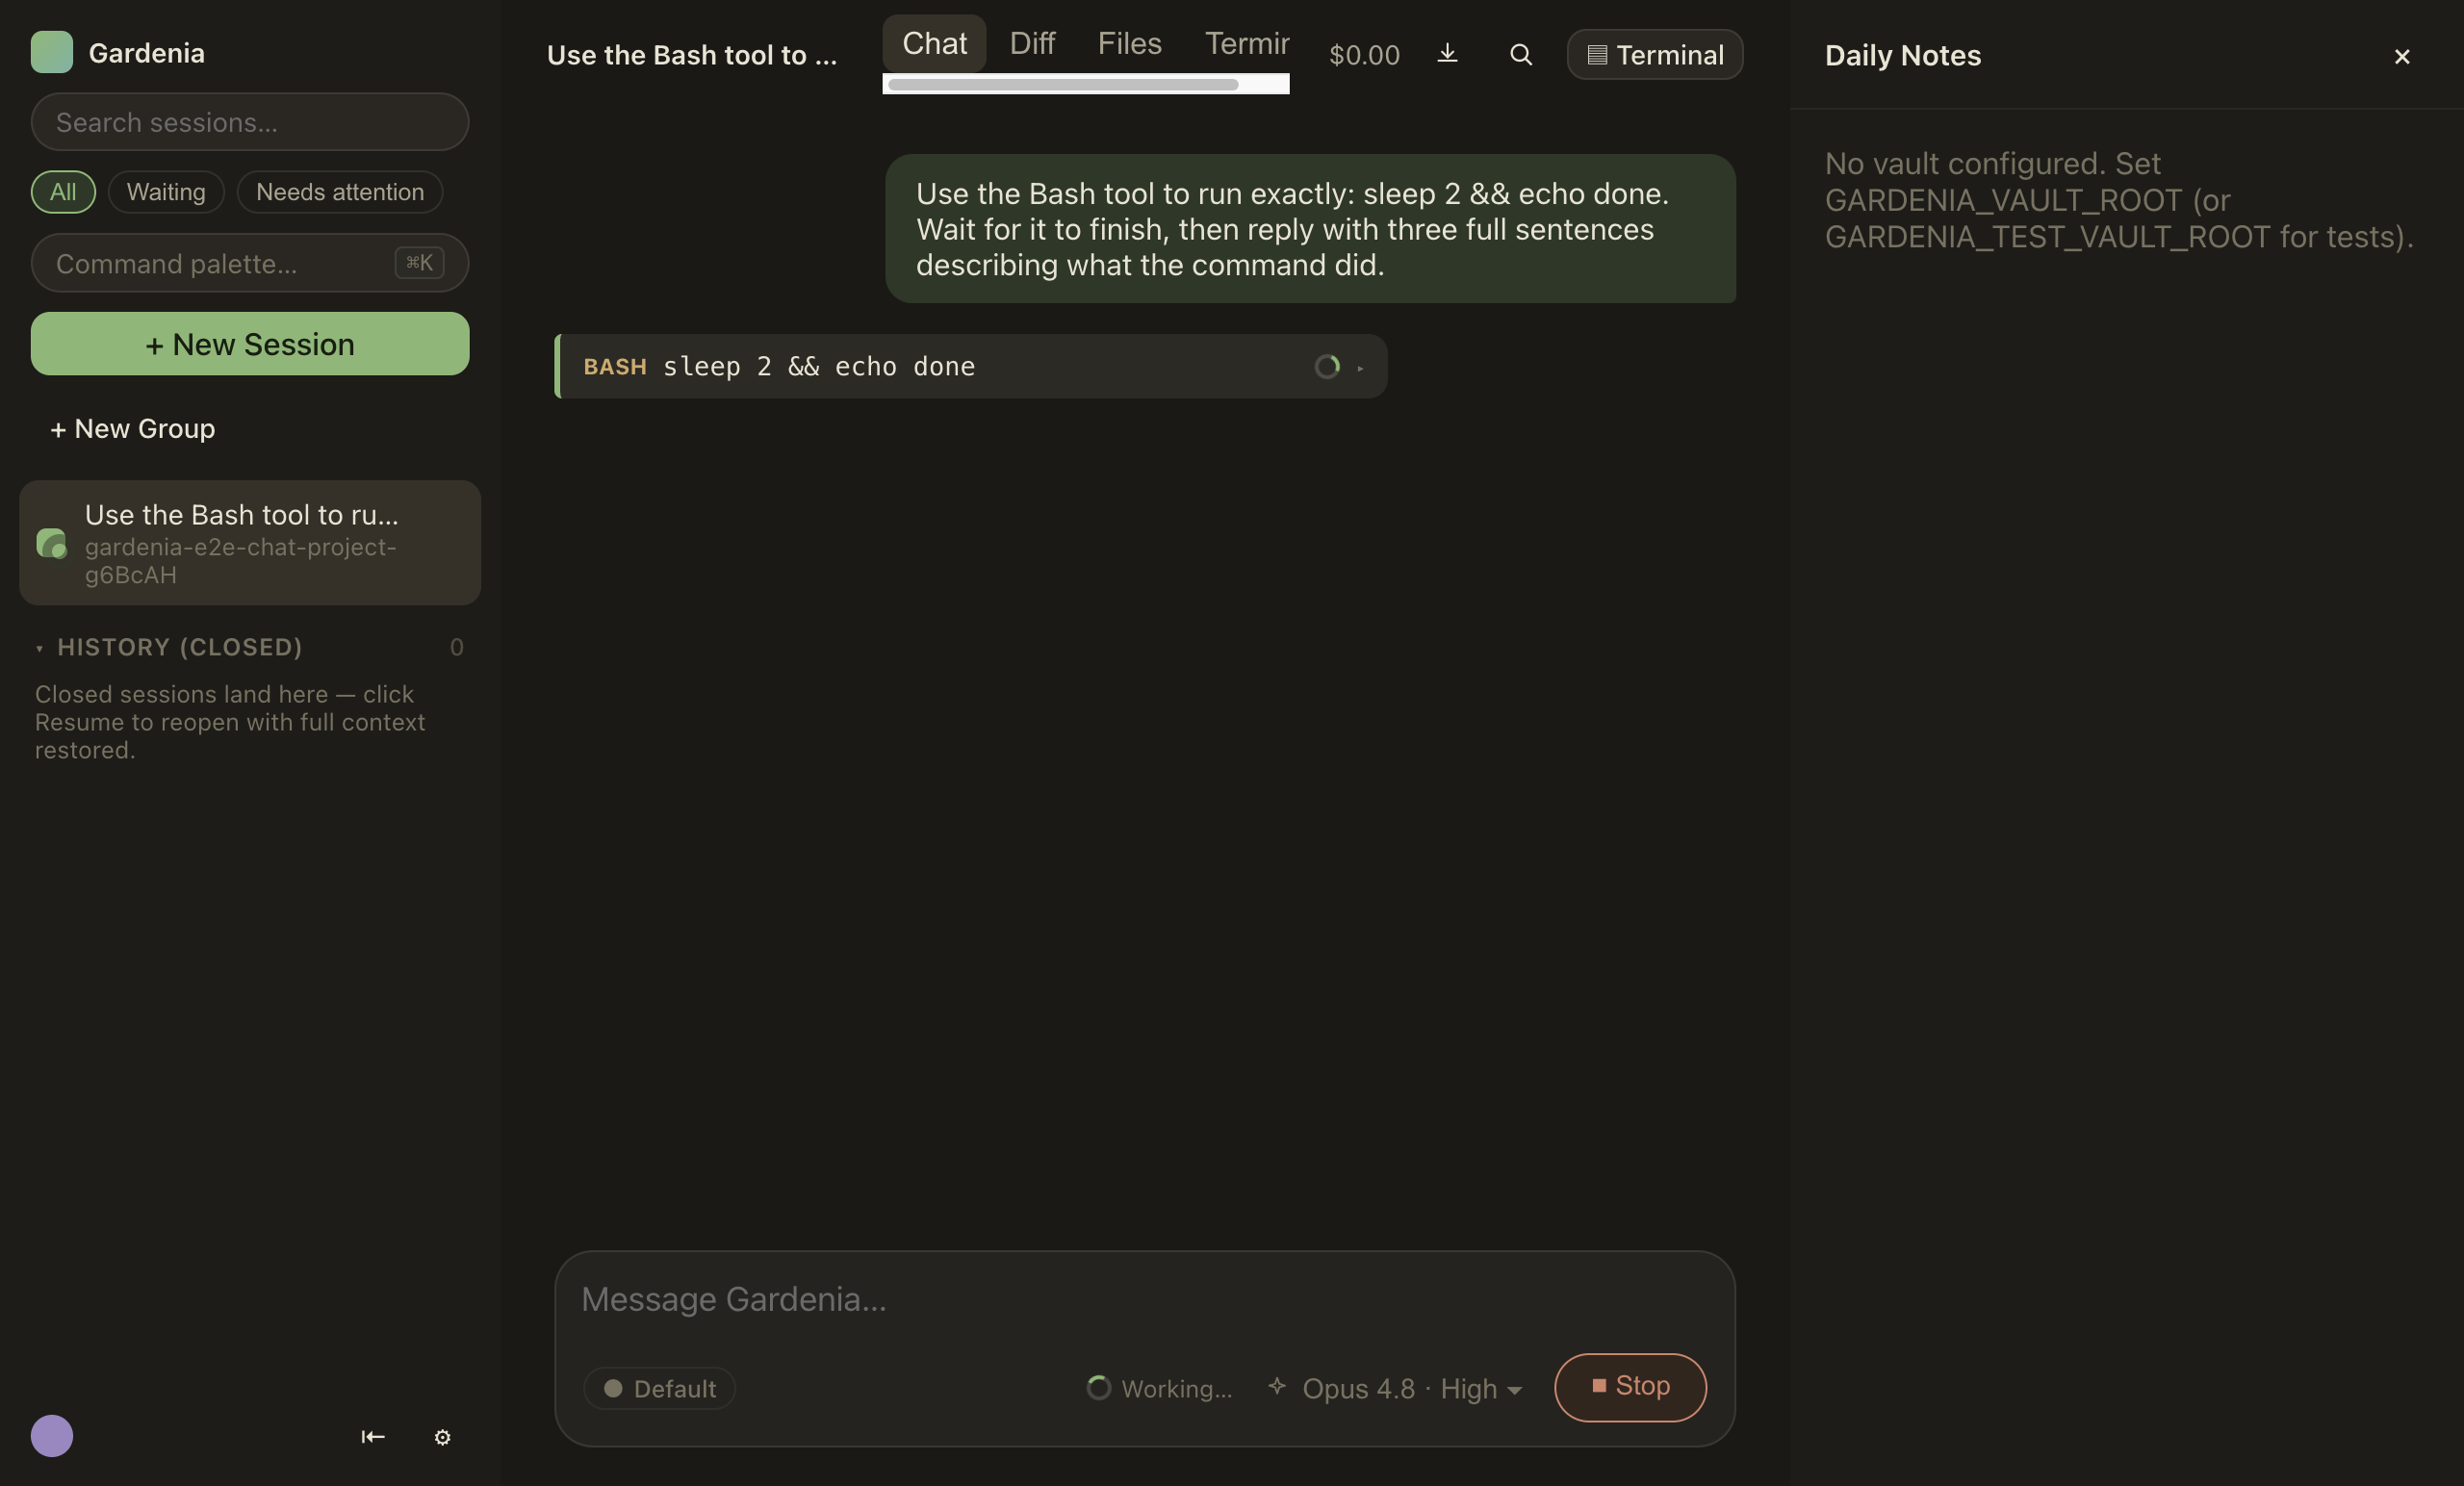 Gardenia
Search sessions...
All
Waiting
Needs attention
Command palette...
⌘K
+ New Session
+ New Group
Use the Bash tool to ru...
gardenia-e2e-chat-project-
g6BcAH
HISTORY (CLOSED)
0
Closed sessions land here — click
Resume to reopen with full context
restored.
Use the Bash tool to ...
Chat
Diff
Files
Termin
$0.00
Terminal
Use the Bash tool to run exactly: sleep 2 && echo done.
Wait for it to finish, then reply with three full sentences
describing what the command did.
BASH sleep 2 && echo done
Message Gardenia...
Default
Working...
Opus 4.8 · High
Stop
Daily Notes
No vault configured. Set
GARDENIA_VAULT_ROOT (or
GARDENIA_TEST_VAULT_ROOT for tests).